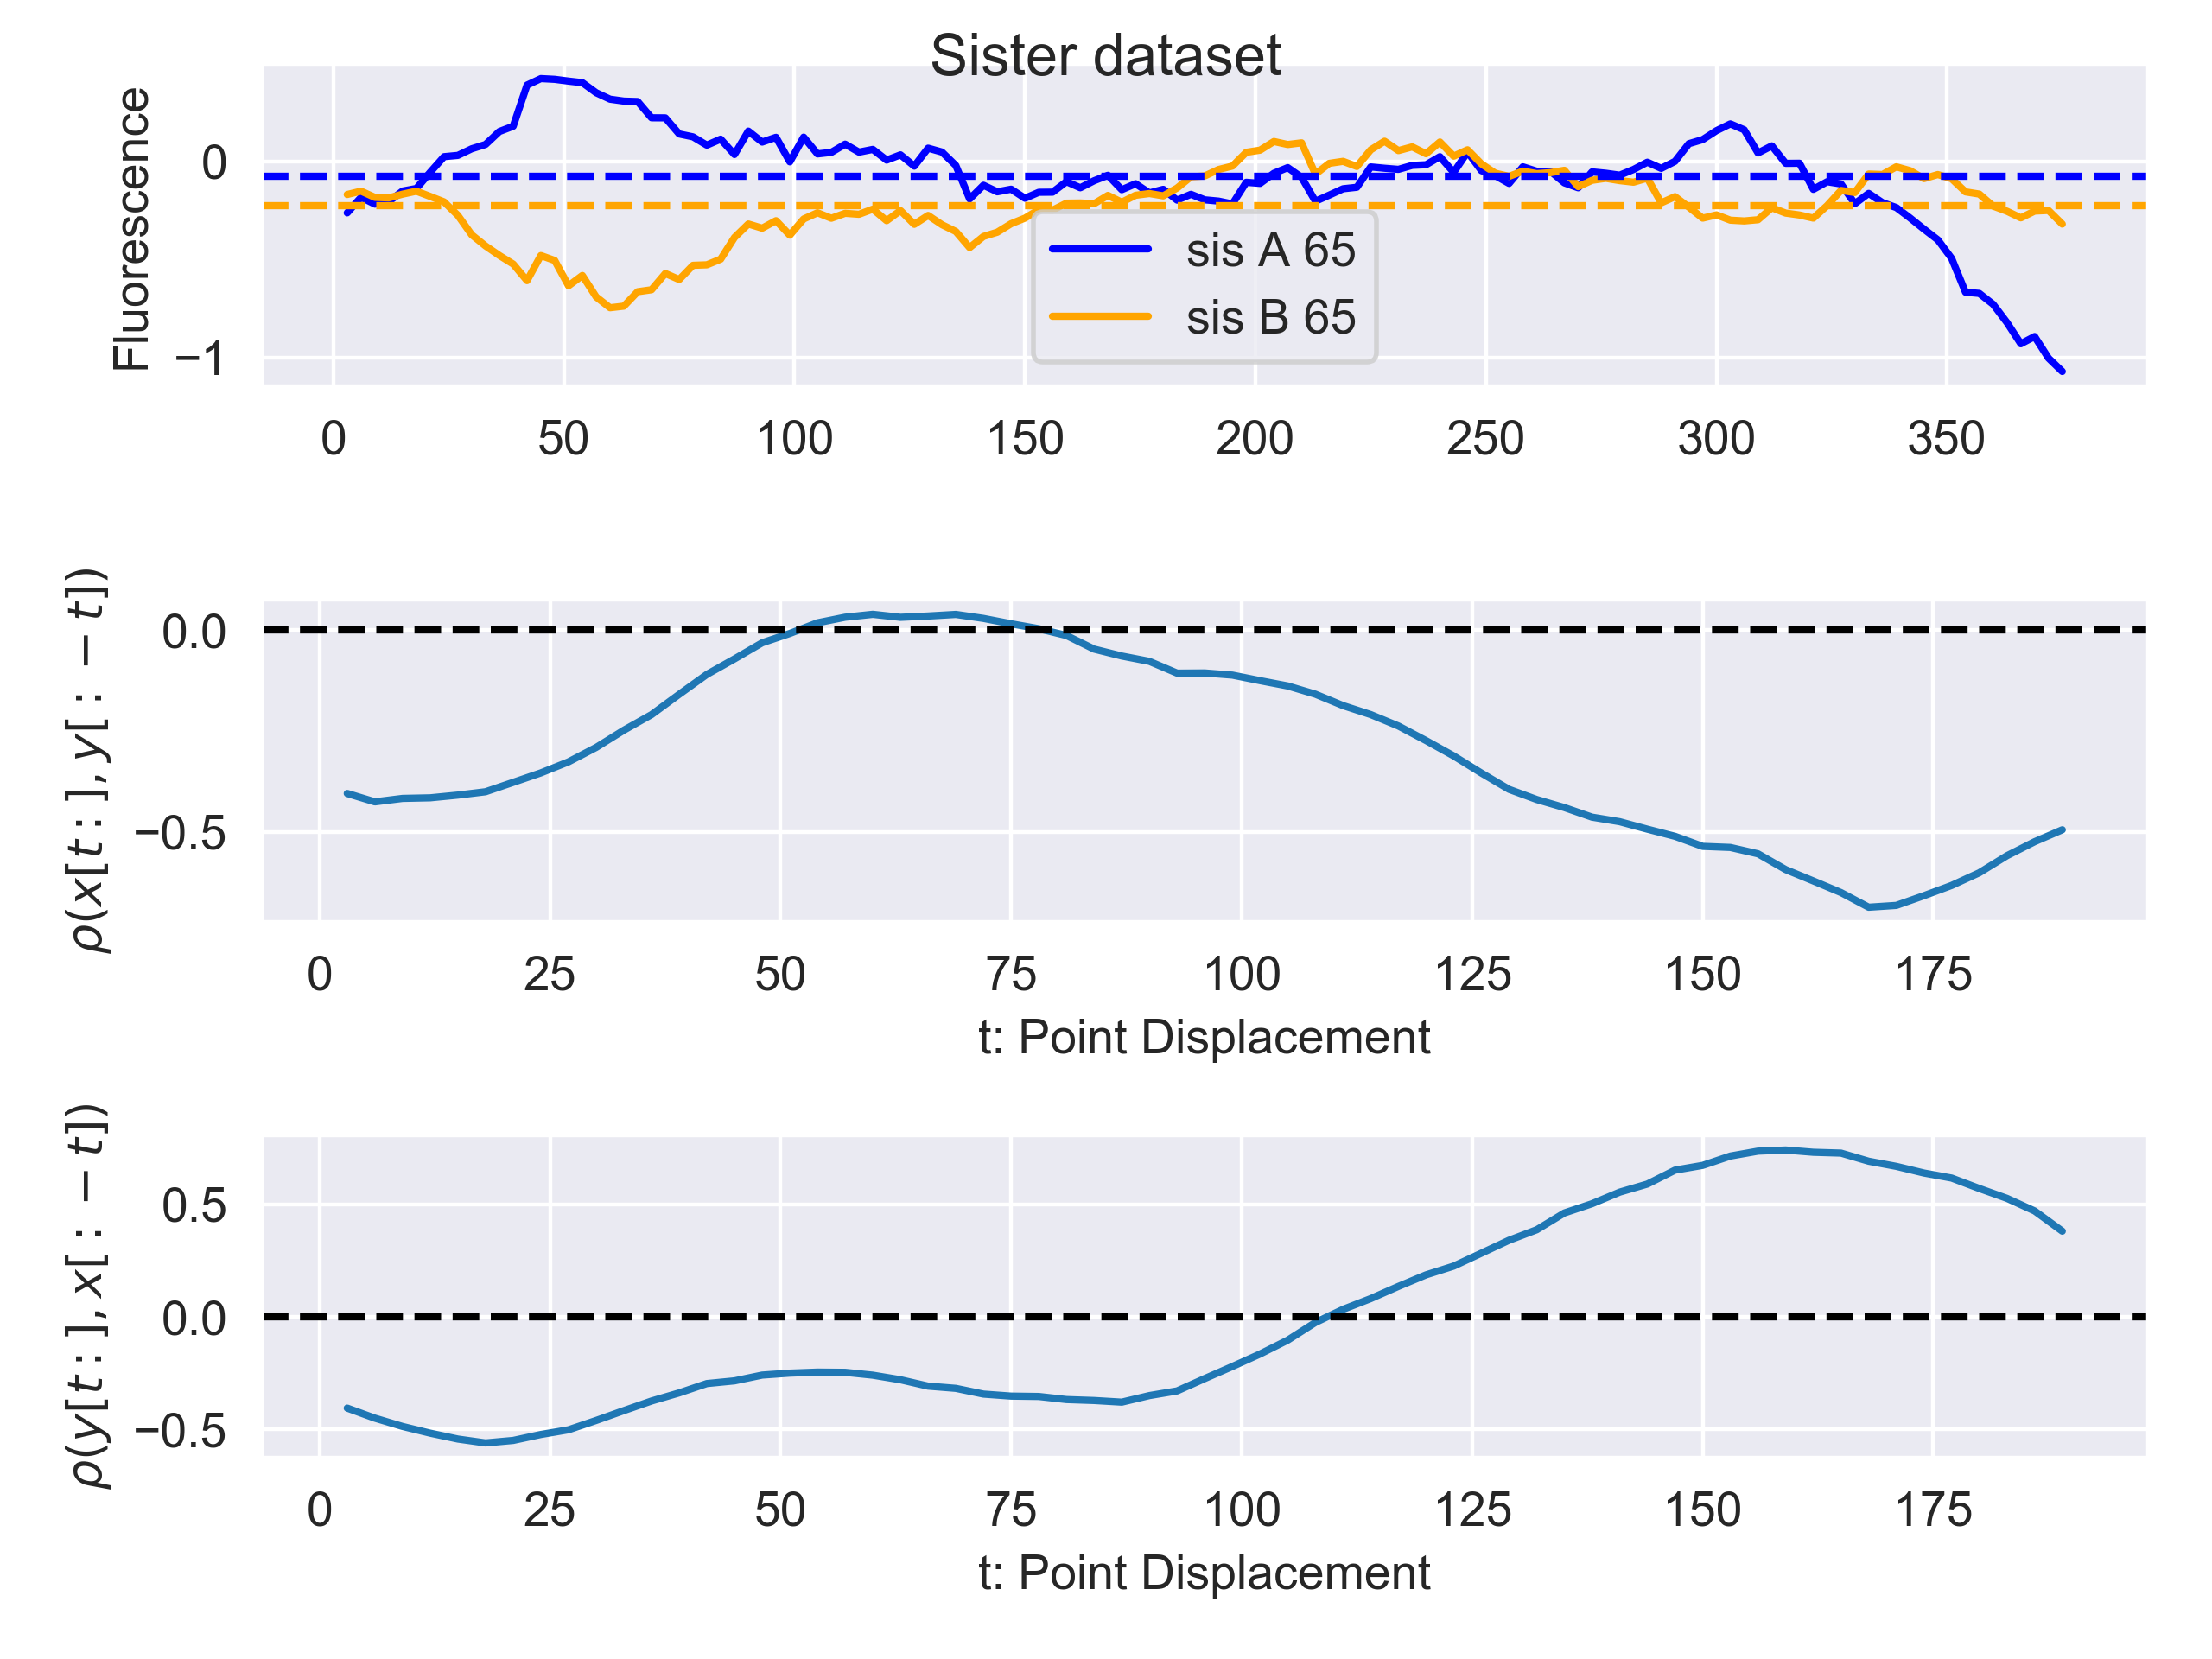 Sister dataset
Fluorescence
0
−1
sis A 65
sis B 65
0 50 100 150 200 250 300 350
ρ(x[t:], y[: − t])
0.0
−0.5
0 25 50 75 100 125 150 175
t: Point Displacement
ρ(y[t:], x[: − t])
0.5
0.0
−0.5
0 25 50 75 100 125 150 175
t: Point Displacement